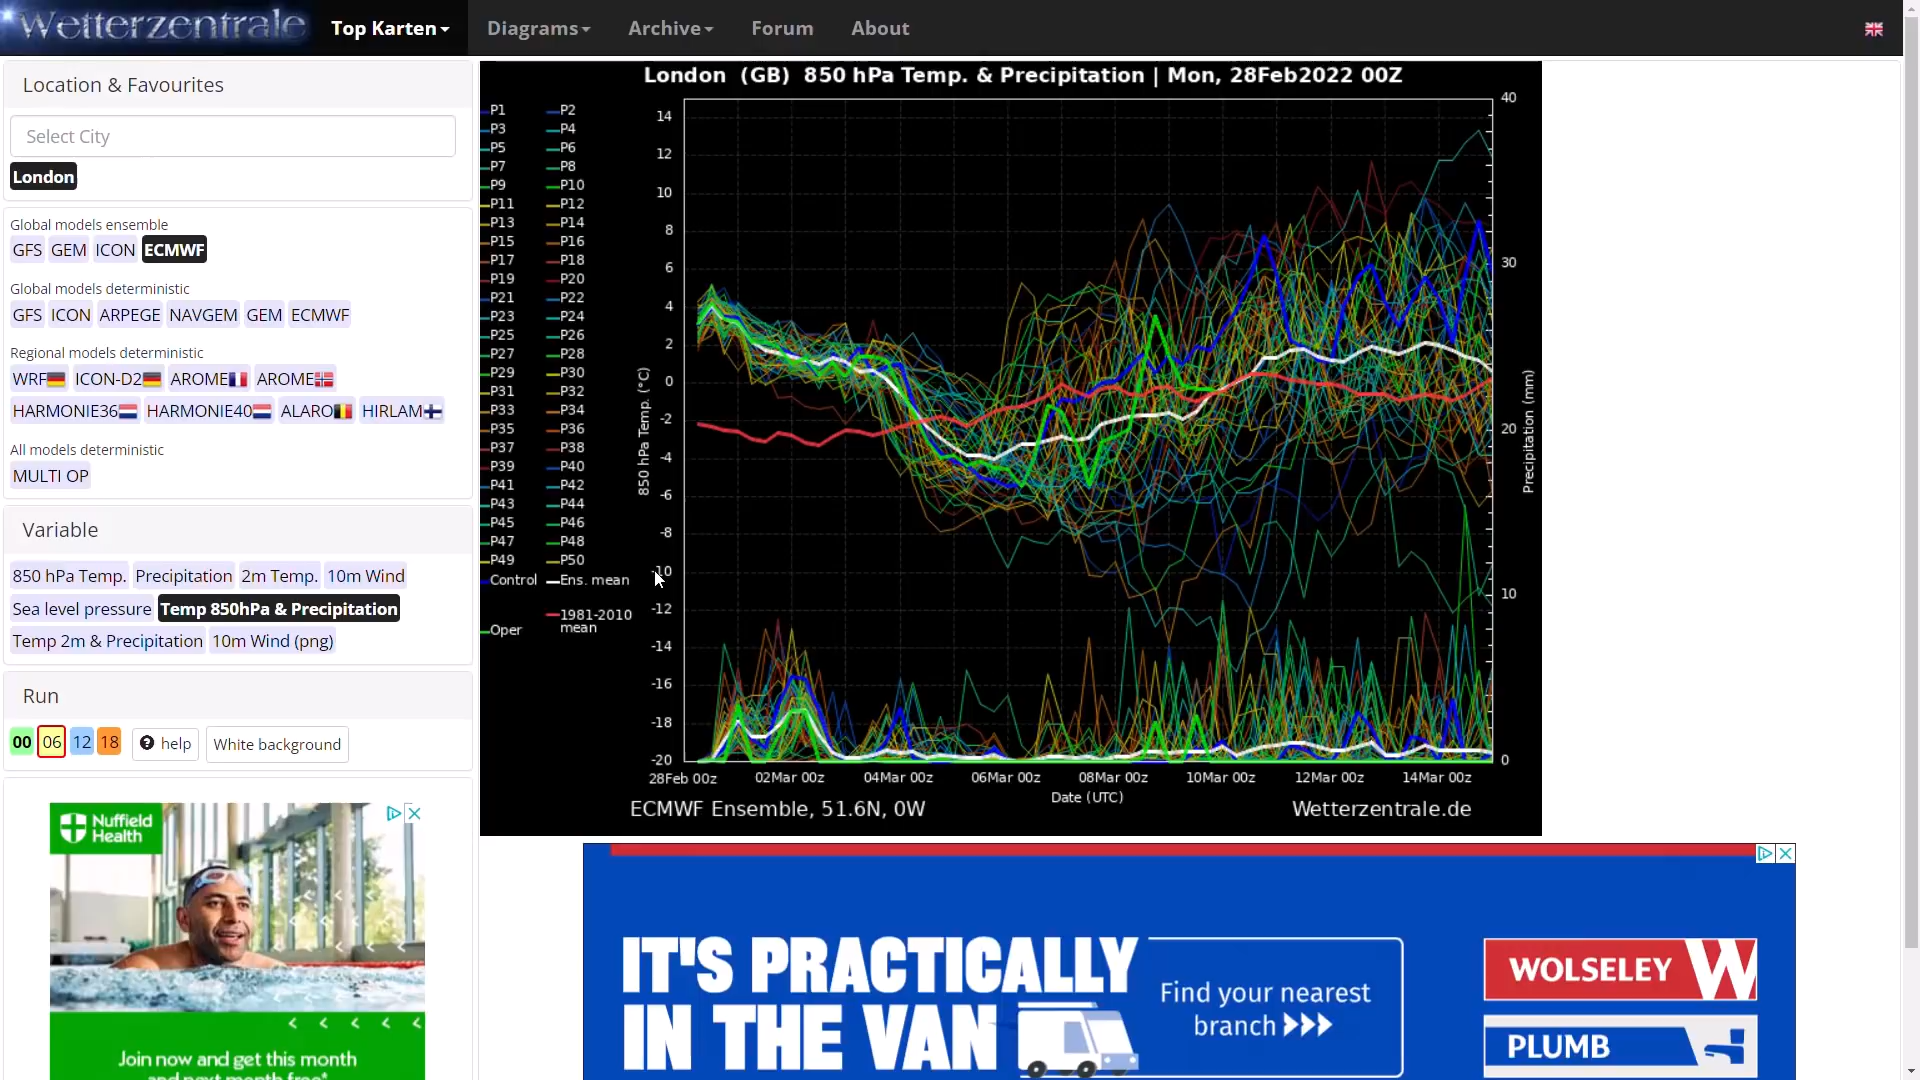 Wetterzentrale
Top Karten
Diagrams
Archive
Forum
About
Location & Favourites
Select City
London
Global models ensemble
GFS GEM ICON ECMWF
Global models deterministic
GFS ICON ARPEGE NAVGEM GEM ECMWF
Regional models deterministic
WRF ICON-D2 AROME AROME
HARMONIE36 HARMONIE40 ALARO HIRLAM
All models deterministic
MULTI OP
Variable
850 hPa Temp. Precipitation 2m Temp. 10m Wind
Sea level pressure Temp 850hPa & Precipitation
Temp 2m & Precipitation 10m Wind (png)
Run
00 06 12 18 help White background
Nuffield
Health
Join now and get this month
and next month free*
London (GB) 850 hPa Temp. & Precipitation | Mon, 28Feb2022 00Z
P1 P2
P3 P4
P5 P6
P7 P8
P9 P10
P11 P12
P13 P14
P15 P16
P17 P18
P19 P20
P21 P22
P23 P24
P25 P26
P27 P28
P29 P30
P31 P32
P33 P34
P35 P36
P37 P38
P39 P40
P41 P42
P43 P44
P45 P46
P47 P48
P49 P50
Control Ens. mean
1981-2010
mean
Oper
850 hPa Temp. (°C)
14
12
10
8
6
4
2
0
-2
-4
-6
-8
-10
-12
-14
-16
-18
-20
40
30
20
10
0
Precipitation (mm)
28Feb 00z 02Mar 00z 04Mar 00z 06Mar 00z 08Mar 00z 10Mar 00z 12Mar 00z 14Mar 00z
Date (UTC)
ECMWF Ensemble, 51.6N, 0W
Wetterzentrale.de
IT'S PRACTICALLY
IN THE VAN
Find your nearest
branch
WOLSELEY W
PLUMB